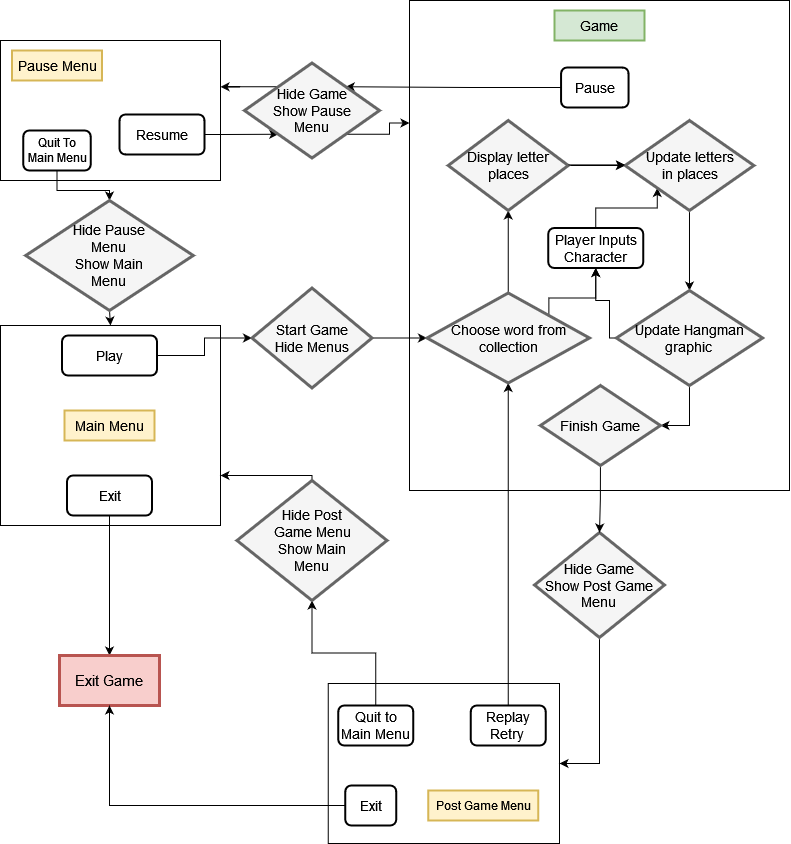 Game
Pause Menu
Pause
Hide Game
Show Pause
Menu
Resume
Quit To
Main Menu
Display letter
places
Update letters
in places
Hide Pause
Menu
Show Main
Menu
Player Inputs
Character
Play
Start Game
Hide Menus
Choose word from
collection
Update Hangman
graphic
Main Menu
Finish Game
Exit
Hide Post
Game Menu
Show Main
Menu
Hide Game
Show Post Game
Menu
Exit Game
Quit to
Main Menu
Replay
Retry
Exit
Post Game Menu